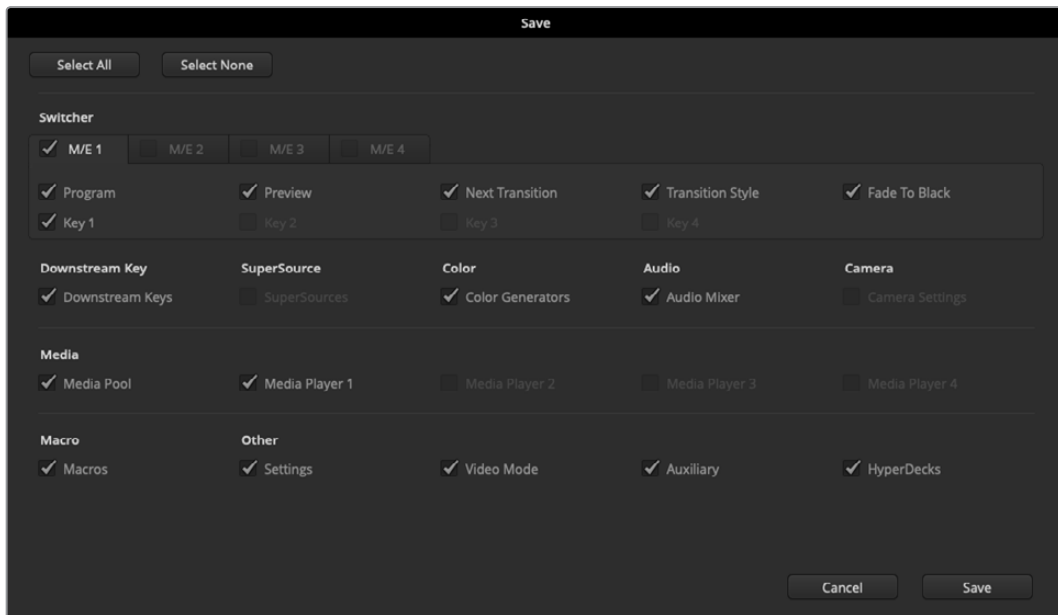 Save
Select All Select None
Switcher
M/E 1 M/E 2 M/E 3 M/E 4
Program Preview Next Transition Transition Style Fade To Black
Key 1 Key 2 Key 3 Key 4
Downstream Key SuperSource Color Audio Camera
Downstream Keys SuperSources Color Generators Audio Mixer Camera Settings
Media
Media Pool Media Player 1 Media Player 2 Media Player 3 Media Player 4
Macro Other
Macros Settings Video Mode Auxiliary HyperDecks
Cancel Save